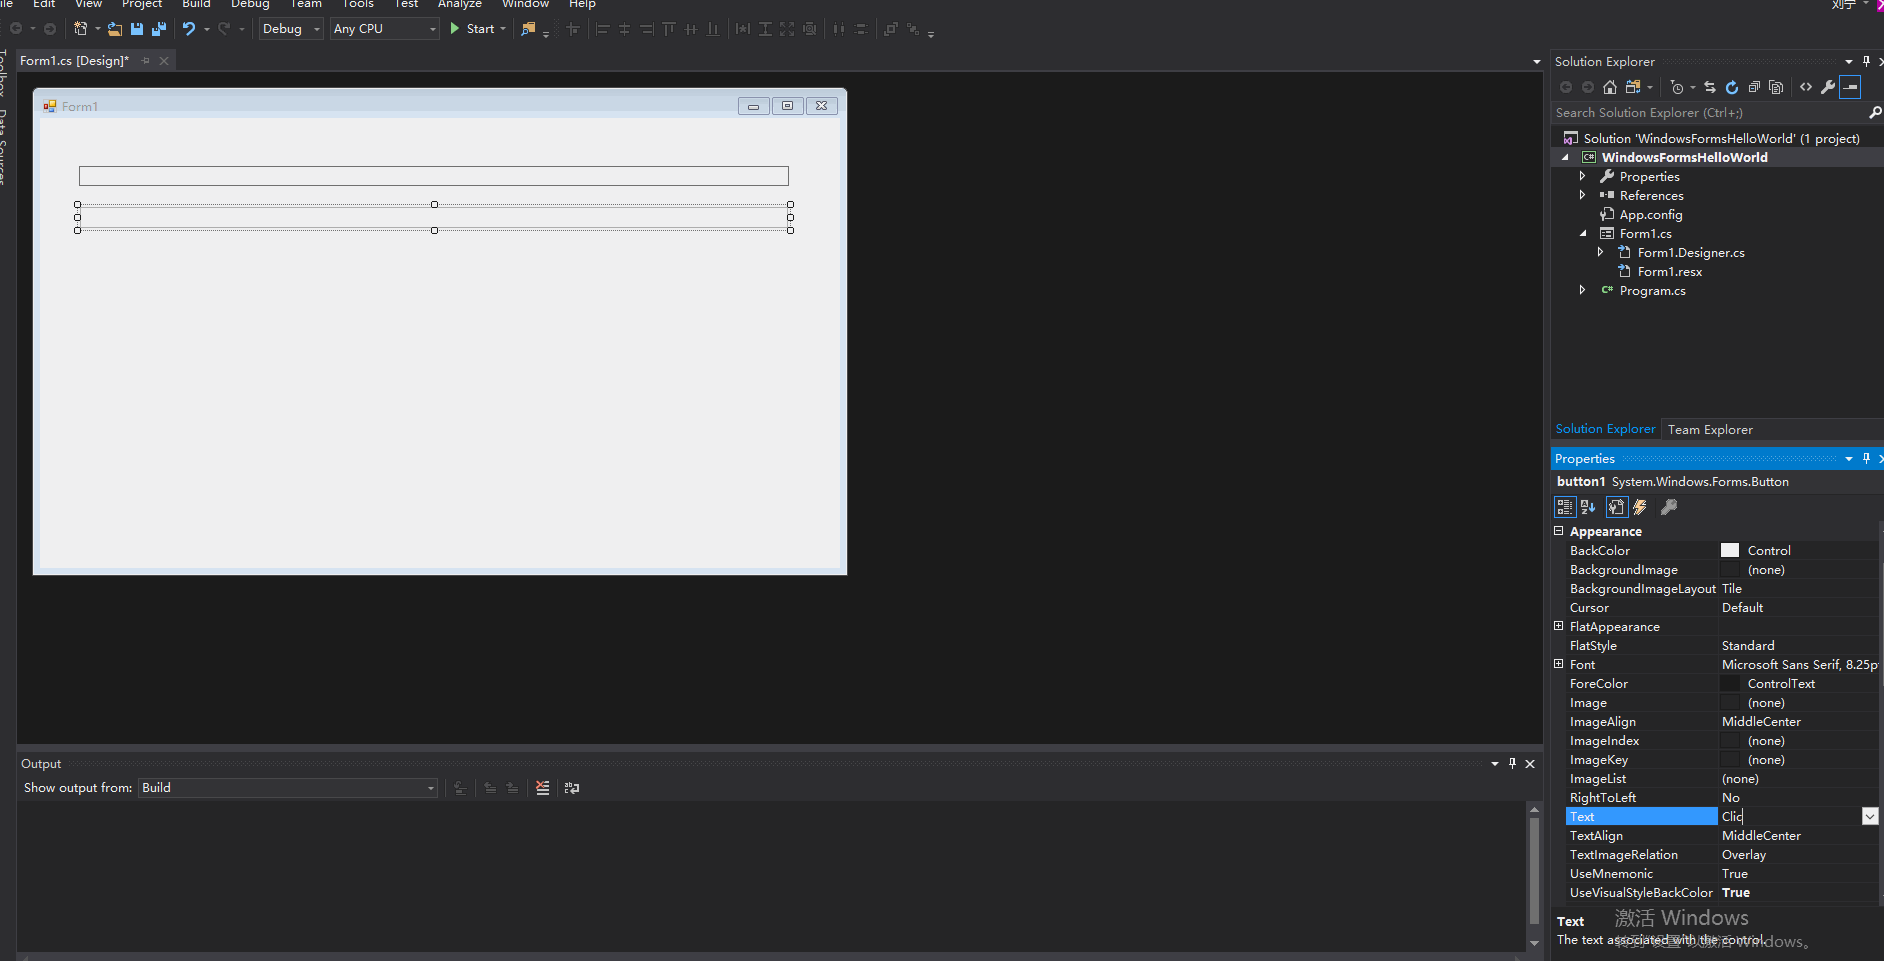 ile Edit View Project Build Debug Team Tools Test Analyze Window Help 刘宁
Debug Any CPU Start
Toolbox
Data Sources
Form1.cs [Design]*
Form1
Solution Explorer
Search Solution Explorer (Ctrl+;)
Solution 'WindowsFormsHelloWorld' (1 project)
WindowsFormsHelloWorld
Properties
References
App.config
Form1.cs
Form1.Designer.cs
Form1.resx
Program.cs
Solution Explorer Team Explorer
Properties
button1 System.Windows.Forms.Button
Appearance
BackColor Control
BackgroundImage (none)
BackgroundImageLayout Tile
Cursor Default
FlatAppearance
FlatStyle Standard
Font Microsoft Sans Serif, 8.25p
ForeColor ControlText
Image (none)
ImageAlign MiddleCenter
ImageIndex (none)
ImageKey (none)
ImageList (none)
RightToLeft No
Text Clic
TextAlign MiddleCenter
TextImageRelation Overlay
UseMnemonic True
UseVisualStyleBackColor True
Text
The text associated with the control.
激活 Windows
转到"设置"以激活 Windows。
Output
Show output from: Build